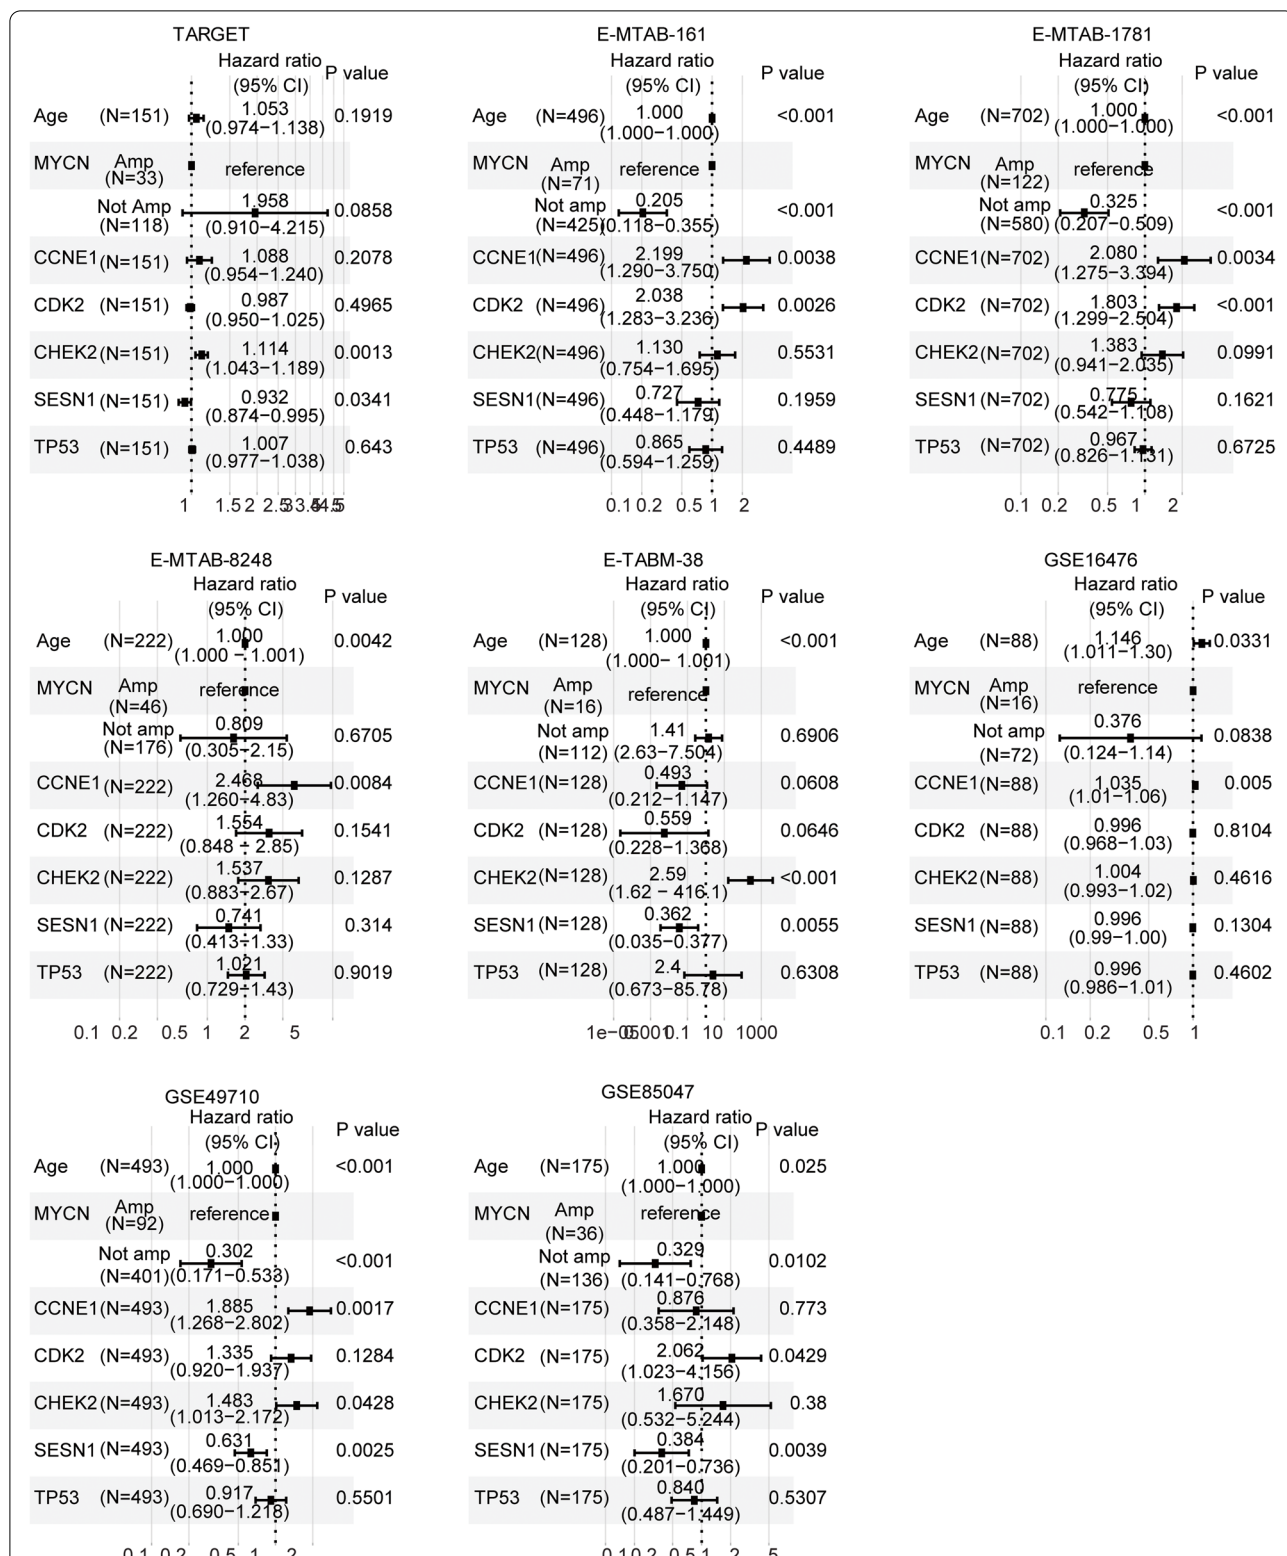 TARGET
Hazard ratio
(95% CI)
P value
Age (N=151) 1.053 (0.974−1.138) 0.1919
MYCN Amp (N=33) reference
Not Amp (N=118) 1.958 (0.910−4.215) 0.0858
CCNE1 (N=151) 1.088 (0.954−1.240) 0.2078
CDK2 (N=151) 0.987 (0.950−1.025) 0.4965
CHEK2 (N=151) 1.114 (1.043−1.189) 0.0013
SESN1 (N=151) 0.932 (0.874−0.995) 0.0341
TP53 (N=151) 1.007 (0.977−1.038) 0.643
1 1.5 2 2.5
E-MTAB-161
Hazard ratio
(95% CI)
P value
Age (N=496) 1.000 (1.000−1.000) <0.001
MYCN Amp (N=71) reference
Not amp (N=425) 0.205 (0.118−0.355) <0.001
CCNE1 (N=496) 2.199 (1.290−3.750) 0.0038
CDK2 (N=496) 2.038 (1.283−3.236) 0.0026
CHEK2 (N=496) 1.130 (0.754−1.695) 0.5531
SESN1 (N=496) 0.727 (0.448−1.179) 0.1959
TP53 (N=496) 0.865 (0.594−1.259) 0.4489
0.1 0.2 0.5 1 2
E-MTAB-1781
Hazard ratio
(95% CI)
P value
Age (N=702) 1.000 (1.000−1.000) <0.001
MYCN Amp (N=122) reference
Not amp (N=580) 0.325 (0.207−0.509) <0.001
CCNE1 (N=702) 2.080 (1.275−3.394) 0.0034
CDK2 (N=702) 1.803 (1.299−2.504) <0.001
CHEK2 (N=702) 1.383 (0.941−2.035) 0.0991
SESN1 (N=702) 0.775 (0.542−1.108) 0.1621
TP53 (N=702) 0.967 (0.826−1.131) 0.6725
0.1 0.2 0.5 1 2
E-MTAB-8248
Hazard ratio
(95% CI)
P value
Age (N=222) 1.000 (1.000 − 1.001) 0.0042
MYCN Amp (N=46) reference
Not amp (N=176) 0.809 (0.305−2.15) 0.6705
CCNE1 (N=222) 2.468 (1.260−4.83) 0.0084
CDK2 (N=222) 1.554 (0.848 − 2.85) 0.1541
CHEK2 (N=222) 1.537 (0.883−2.67) 0.1287
SESN1 (N=222) 0.741 (0.413−1.33) 0.314
TP53 (N=222) 1.021 (0.729−1.43) 0.9019
0.1 0.2 0.5 1 2 5
E-TABM-38
Hazard ratio
(95% CI)
P value
Age (N=128) 1.000 (1.000− 1.001) <0.001
MYCN Amp (N=16) reference
Not amp (N=112) 1.41 (2.63−7.504) 0.6906
CCNE1 (N=128) 0.493 (0.212−1.147) 0.0608
CDK2 (N=128) 0.559 (0.228−1.368) 0.0646
CHEK2 (N=128) 2.59 (1.62 − 416.1) <0.001
SESN1 (N=128) 0.362 (0.035−0.377) 0.0055
TP53 (N=128) 2.4 (0.673−85.78) 0.6308
0.1 10 1000
GSE16476
Hazard ratio
(95% CI)
P value
Age (N=88) 1.146 (1.011−1.30) 0.0331
MYCN Amp (N=16) reference
Not amp (N=72) 0.376 (0.124−1.14) 0.0838
CCNE1 (N=88) 1.035 (1.01−1.06) 0.005
CDK2 (N=88) 0.996 (0.968−1.03) 0.8104
CHEK2 (N=88) 1.004 (0.993−1.02) 0.4616
SESN1 (N=88) 0.996 (0.99−1.00) 0.1304
TP53 (N=88) 0.996 (0.986−1.01) 0.4602
0.1 0.2 0.5 1
GSE49710
Hazard ratio
(95% CI)
P value
Age (N=493) 1.000 (1.000−1.000) <0.001
MYCN Amp (N=92) reference
Not amp (N=401) 0.302 (0.171−0.533) <0.001
CCNE1 (N=493) 1.885 (1.268−2.802) 0.0017
CDK2 (N=493) 1.335 (0.920−1.937) 0.1284
CHEK2 (N=493) 1.483 (1.013−2.172) 0.0428
SESN1 (N=493) 0.631 (0.469−0.851) 0.0025
TP53 (N=493) 0.917 (0.690−1.218) 0.5501
0.1 0.2 0.5 1 2
GSE85047
Hazard ratio
(95% CI)
P value
Age (N=175) 1.000 (1.000−1.000) 0.025
MYCN Amp (N=36) reference
Not amp (N=136) 0.329 (0.141−0.768) 0.0102
CCNE1 (N=175) 0.876 (0.358−2.148) 0.773
CDK2 (N=175) 2.062 (1.023−4.156) 0.0429
CHEK2 (N=175) 1.670 (0.532−5.244) 0.38
SESN1 (N=175) 0.384 (0.201−0.736) 0.0039
TP53 (N=175) 0.840 (0.487−1.449) 0.5307
0.1 0.2 0.5 1 2 5